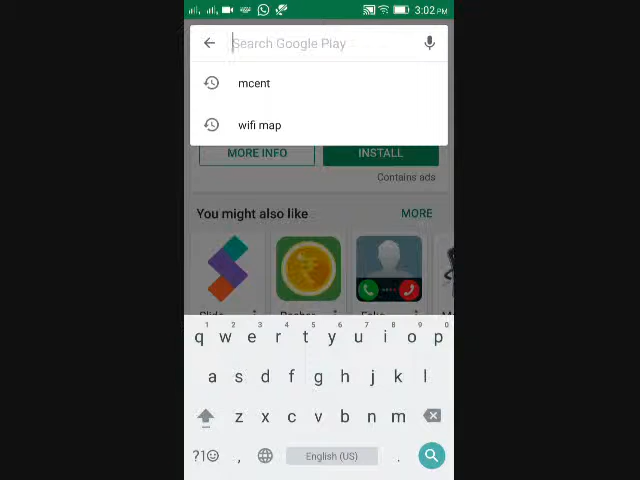 3:02 PM
Search Google Play
mcent
wifi map
MORE INFO INSTALL
Contains ads
You might also like MORE
1 2 3 4 5 6 7 8 9 0
q w e r t y u i o p
a s d f g h j k l
z x c v b n m
?1 , English (US) .